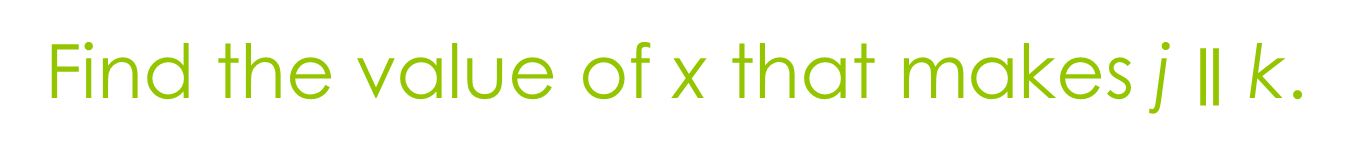 Find the value of x that makes j ∥ k.